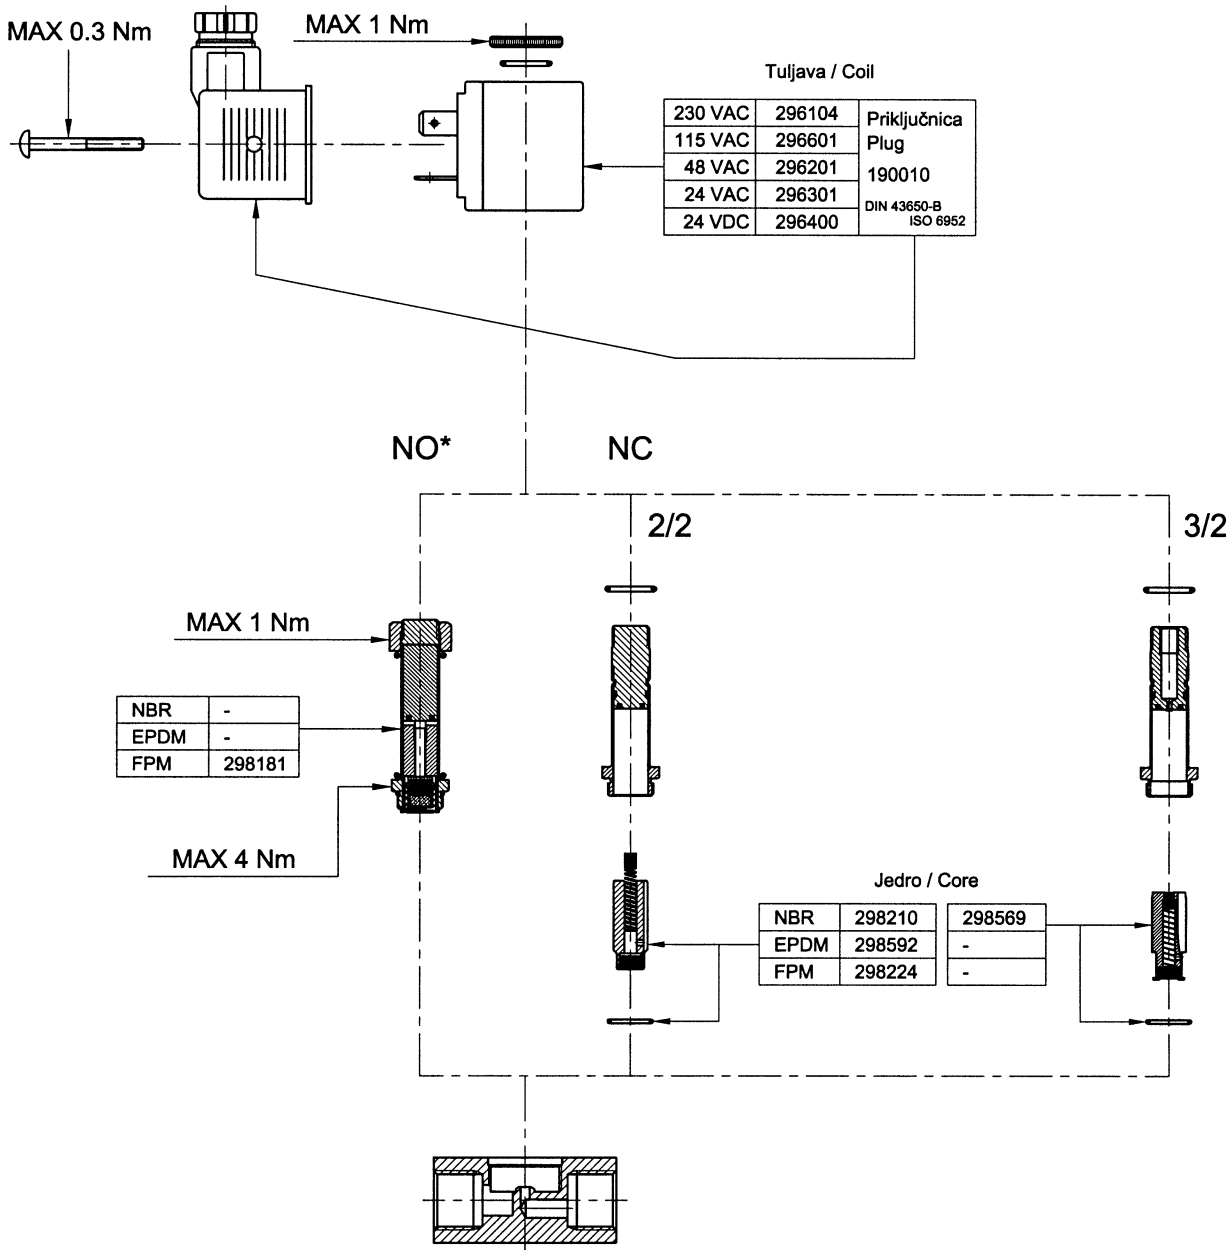 MAX 0.3 Nm
MAX 1 Nm
Tuljava / Coil
230 VAC 296104
115 VAC 296601
48 VAC 296201
24 VAC 296301
24 VDC 296400
Priključnica
Plug
190010
DIN 43650-B
ISO 6952
NO* NC
2/2 3/2
MAX 1 Nm
NBR -
EPDM -
FPM 298181
MAX 4 Nm
Jedro / Core
NBR 298210 298569
EPDM 298592 -
FPM 298224 -